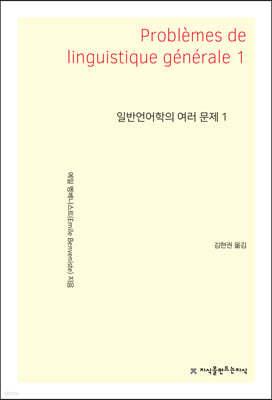 Problèmes de
linguistique générale 1
일반언어학의 여러 문제 1
에밀 벵베니스트(Émile Benveniste) 지음
김현권 옮김
지식을만드는지식